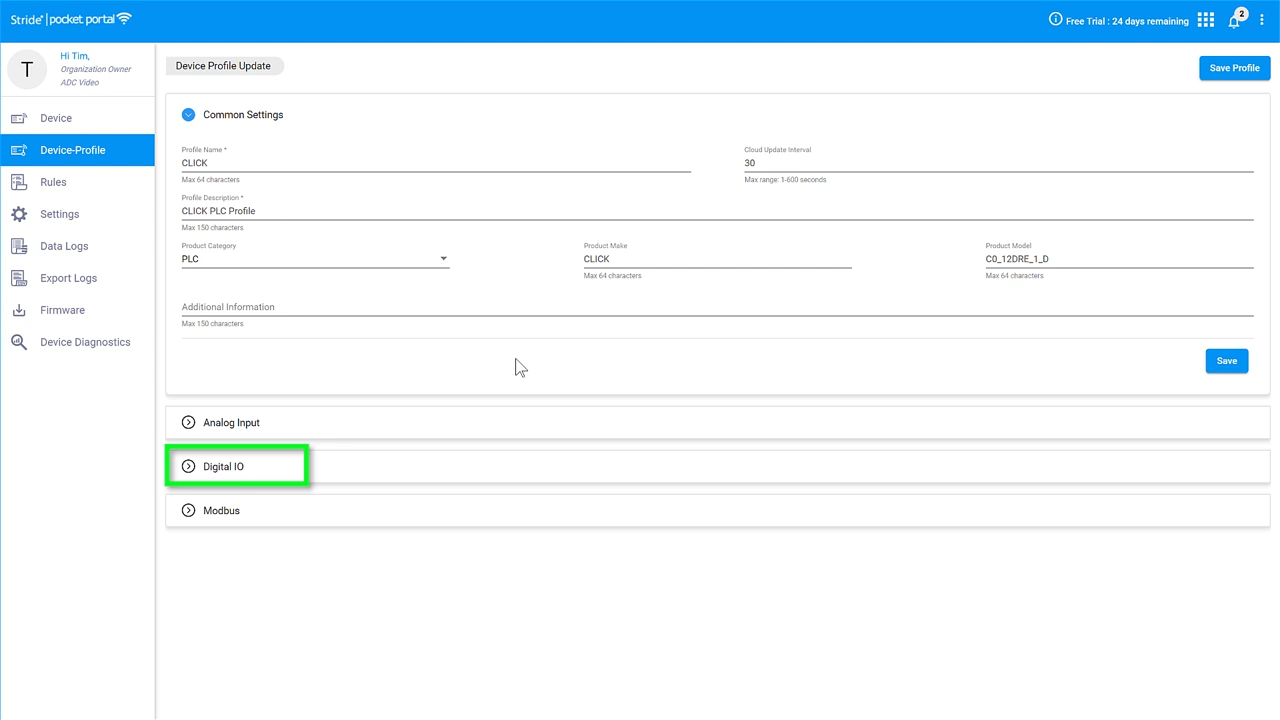 Stride® | pocket portal
Free Trial : 24 days remaining
2
T
Hi Tim,
Organization Owner
ADC Video
Device
Device-Profile
Rules
Settings
Data Logs
Export Logs
Firmware
Device Diagnostics
Device Profile Update
Save Profile
Common Settings
Profile Name *
CLICK
Max 64 characters
Cloud Update Interval
30
Max range: 1-600 seconds
Profile Description *
CLICK PLC Profile
Max 150 characters
Product Category
PLC
Product Make
CLICK
Max 64 characters
Product Model
C0_12DRE_1_D
Max 64 characters
Additional Information
Max 150 characters
Save
Analog Input
Digital IO
Modbus